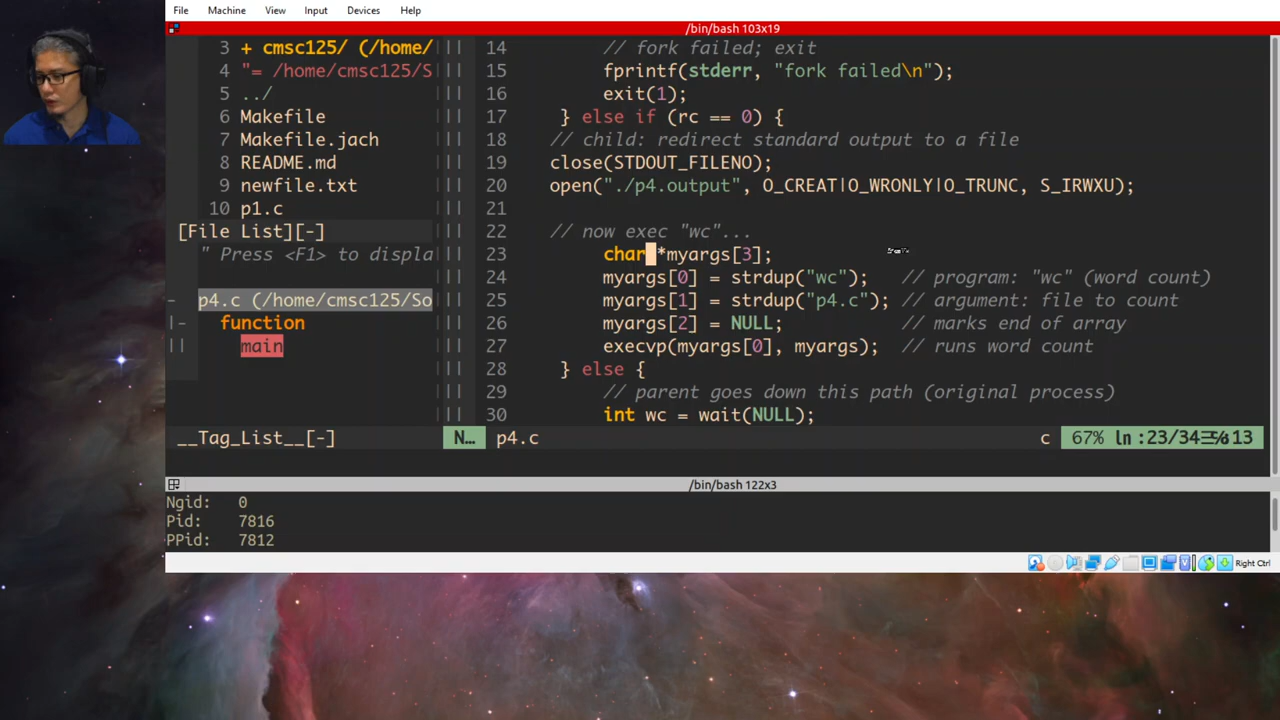 File Machine View Input Devices Help
/bin/bash 103x19
3 + cmsc125/ (/home/
4 "= /home/cmsc125/S
5 ../
6 Makefile
7 Makefile.jach
8 README.md
9 newfile.txt
10 p1.c
[File List][-]
" Press <F1> to displa
p4.c (/home/cmsc125/So
function
main
__Tag_List__[-]
14 // fork failed; exit
15 fprintf(stderr, "fork failed\n");
16 exit(1);
17 } else if (rc == 0) {
18 // child: redirect standard output to a file
19 close(STDOUT_FILENO);
20 open("./p4.output", O_CREAT|O_WRONLY|O_TRUNC, S_IRWXU);
21
22 // now exec "wc"...
23 char *myargs[3];
24 myargs[0] = strdup("wc"); // program: "wc" (word count)
25 myargs[1] = strdup("p4.c"); // argument: file to count
26 myargs[2] = NULL; // marks end of array
27 execvp(myargs[0], myargs); // runs word count
28 } else {
29 // parent goes down this path (original process)
30 int wc = wait(NULL);
N… p4.c c 67% ln :23/34 13
/bin/bash 122x3
Ngid: 0
Pid: 7816
PPid: 7812
Right Ctrl